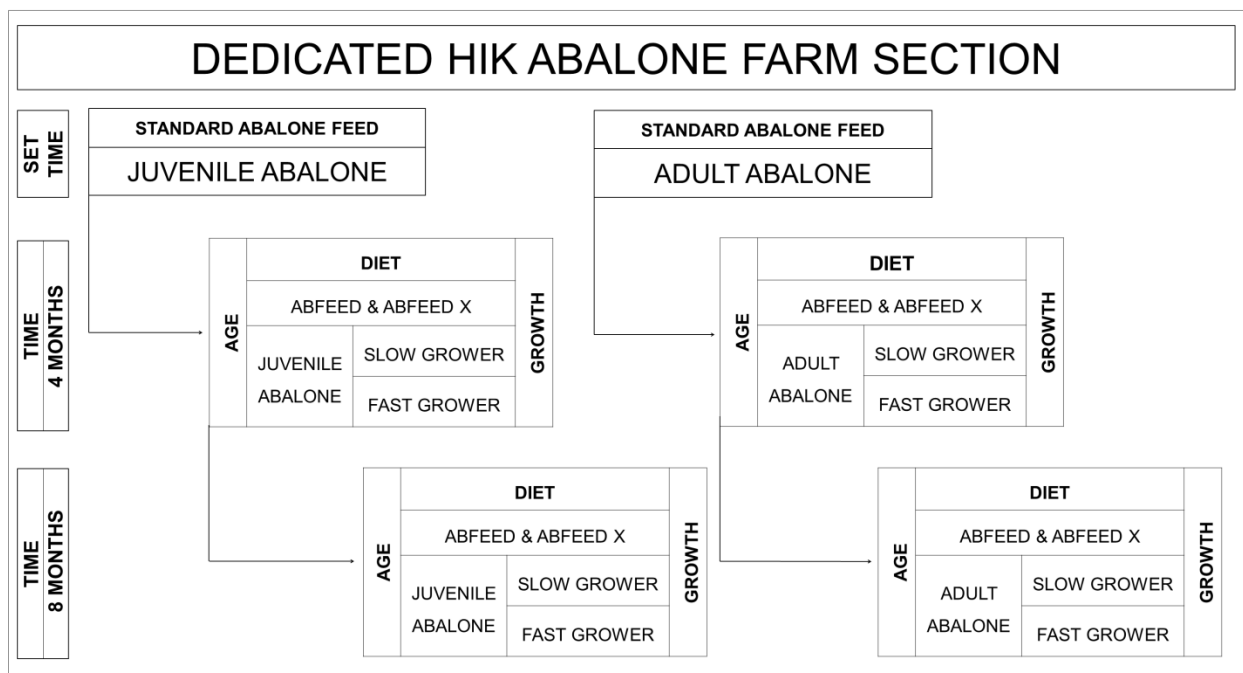 DEDICATED HIK ABALONE FARM SECTION
SET
TIME
STANDARD ABALONE FEED
JUVENILE ABALONE
STANDARD ABALONE FEED
ADULT ABALONE
TIME
4 MONTHS
AGE
DIET
ABFEED & ABFEED X
JUVENILE
ABALONE
SLOW GROWER
FAST GROWER
GROWTH
AGE
DIET
ABFEED & ABFEED X
ADULT
ABALONE
SLOW GROWER
FAST GROWER
GROWTH
TIME
8 MONTHS
AGE
DIET
ABFEED & ABFEED X
JUVENILE
ABALONE
SLOW GROWER
FAST GROWER
GROWTH
AGE
DIET
ABFEED & ABFEED X
ADULT
ABALONE
SLOW GROWER
FAST GROWER
GROWTH